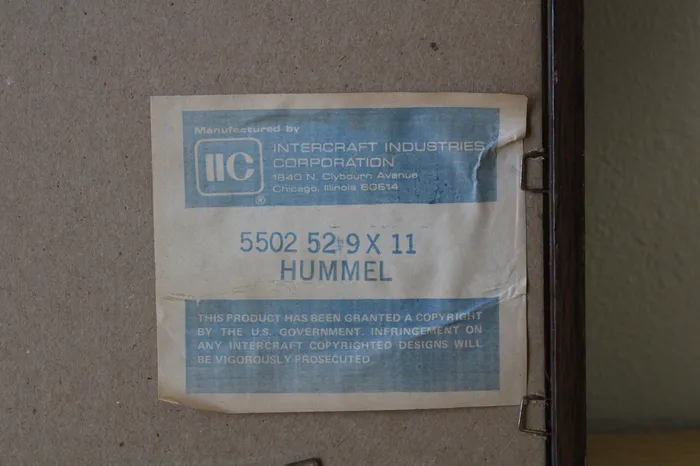 Manufactured by
IIC
®
INTERCRAFT INDUSTRIES
CORPORATION
1840 N. Clybourn Avenue
Chicago, Illinois 60614
5502 52-9 X 11
HUMMEL
THIS PRODUCT HAS BEEN GRANTED A COPYRIGHT
BY THE U.S. GOVERNMENT. INFRINGEMENT ON
ANY INTERCRAFT COPYRIGHTED DESIGNS WILL
BE VIGOROUSLY PROSECUTED.